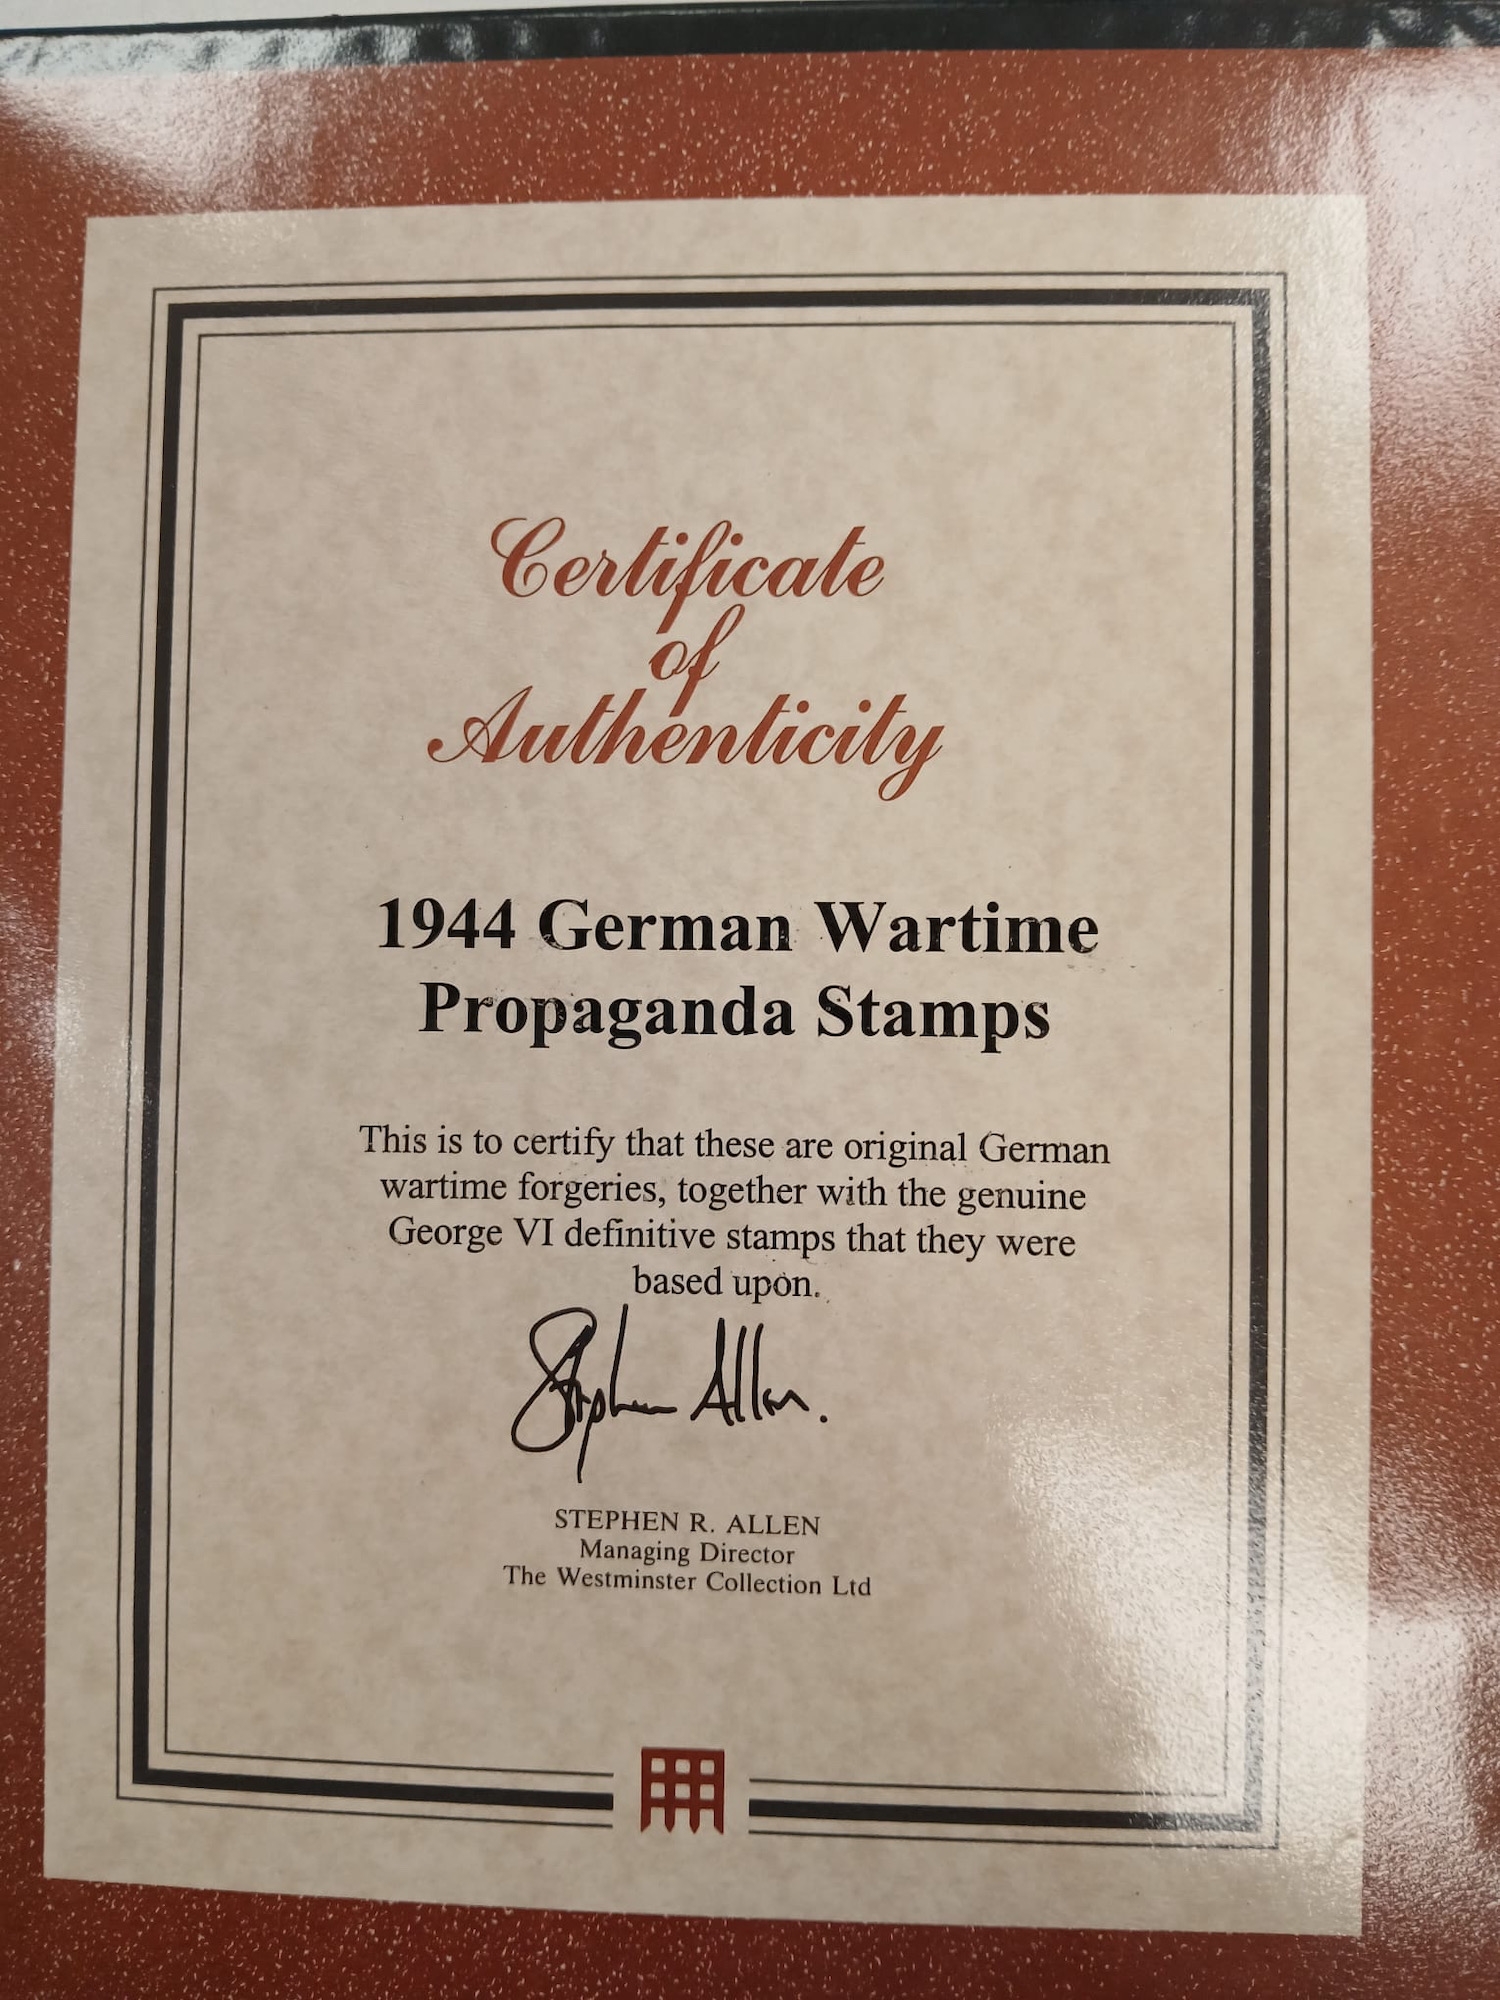 Certificate
of
Authenticity
1944 German Wartime
Propaganda Stamps
This is to certify that these are original German
wartime forgeries, together with the genuine
George VI definitive stamps that they were
based upon.
Stephen Allen.
STEPHEN R. ALLEN
Managing Director
The Westminster Collection Ltd